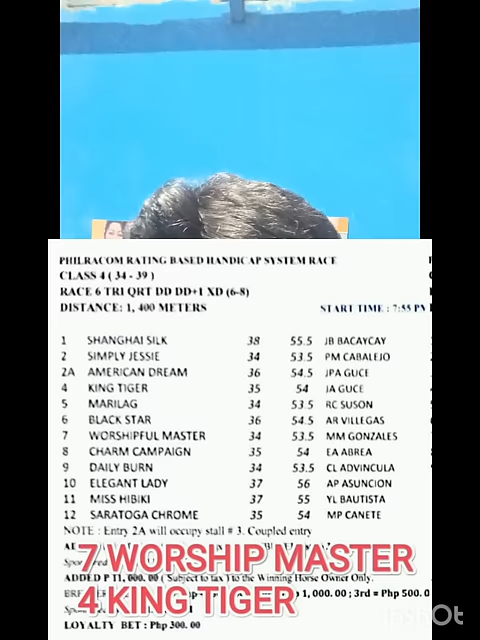 PHILRACOM RATING BASED HANDICAP SYSTEM RACE
CLASS 4 ( 34 - 39 )
RACE 6 TRI QRT DD DD+1 XD (6-8)
DISTANCE: 1, 400 METERS START TIME : 7:55 PM
1 SHANGHAI SILK 38 55.5 JB BACAYCAY
2 SIMPLY JESSIE 34 53.5 PM CABALEJO
2A AMERICAN DREAM 36 54.5 JPA GUCE
4 KING TIGER 35 54 JA GUCE
5 MARILAG 34 53.5 RC SUSON
6 BLACK STAR 36 54.5 AR VILLEGAS
7 WORSHIPFUL MASTER 34 53.5 MM GONZALES
8 CHARM CAMPAIGN 35 54 EA ABREA
9 DAILY BURN 34 53.5 CL ADVINCULA
10 ELEGANT LADY 37 56 AP ASUNCION
11 MISS HIBIKI 37 55 YL BAUTISTA
12 SARATOGA CHROME 35 54 MP CANETE
NOTE : Entry 2A will occupy stall # 3. Coupled entry
7 WORSHIP MASTER
ADDED P 11, 000. 00 ( Subject to tax ) to the Winning Horse Owner Only.
1, 000. 00 ; 3rd = Php 500. 0
4 KING TIGER
LOYALTY BET : Php 300. 00